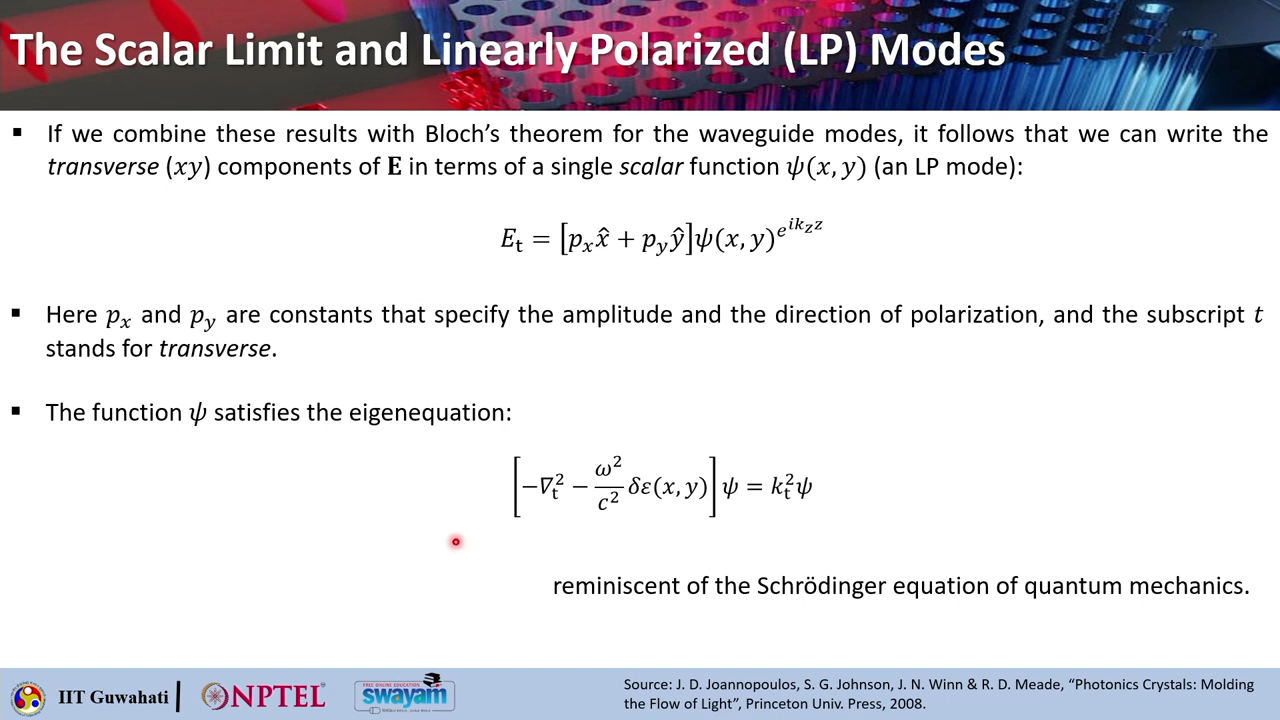 The Scalar Limit and Linearly Polarized (LP) Modes
▪ If we combine these results with Bloch's theorem for the waveguide modes, it follows that we can write the
transverse (xy) components of E in terms of a single scalar function ψ(x, y) (an LP mode):
E_t = [p_x x̂ + p_y ŷ]ψ(x, y)^{e^{ik_z z}}
▪ Here p_x and p_y are constants that specify the amplitude and the direction of polarization, and the subscript t
stands for transverse.
▪ The function ψ satisfies the eigenequation:
[−∇_t^2 − ω^2/c^2 δε(x, y)] ψ = k_t^2 ψ
reminiscent of the Schrödinger equation of quantum mechanics.
IIT Guwahati
NPTEL
FREE ONLINE EDUCATION
swayam
Source: J. D. Joannopoulos, S. G. Johnson, J. N. Winn & R. D. Meade, "Photonics Crystals: Molding
the Flow of Light", Princeton Univ. Press, 2008.